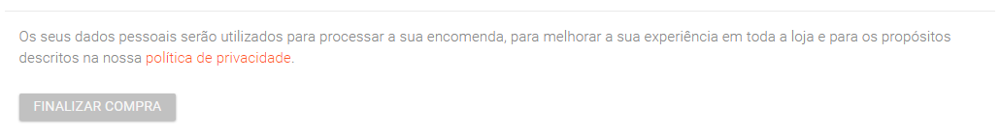 Os seus dados pessoais serão utilizados para processar a sua encomenda, para melhorar a sua experiência em toda a loja e para os propósitos
descritos na nossa política de privacidade.
FINALIZAR COMPRA